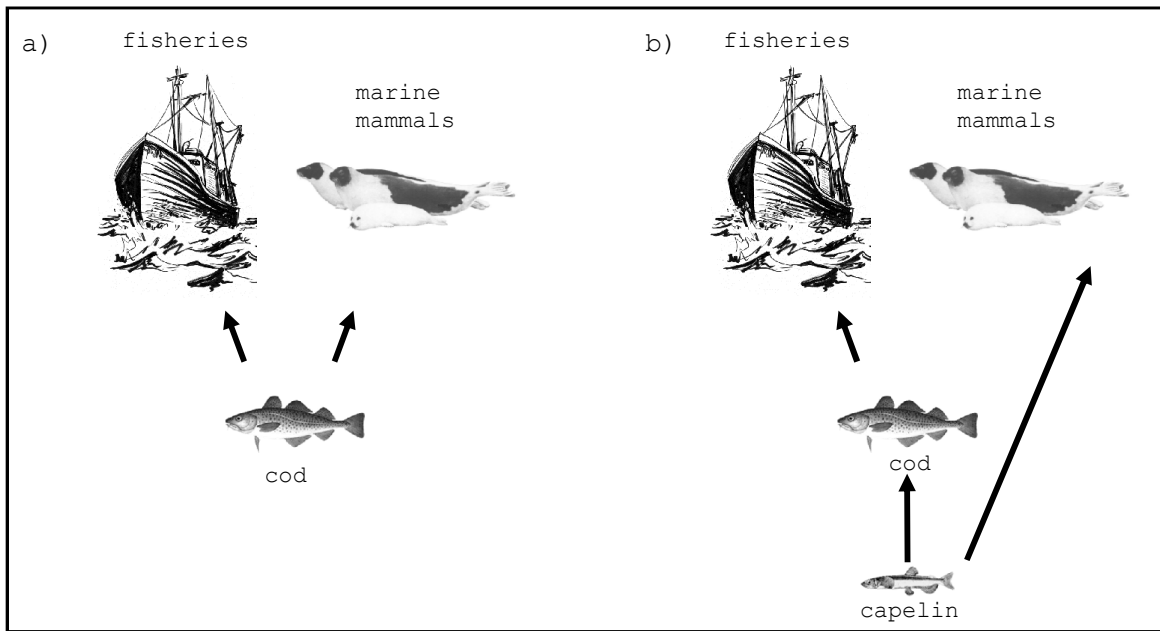 a)
fisheries
marine
mammals
cod
b)
fisheries
marine
mammals
cod
capelin